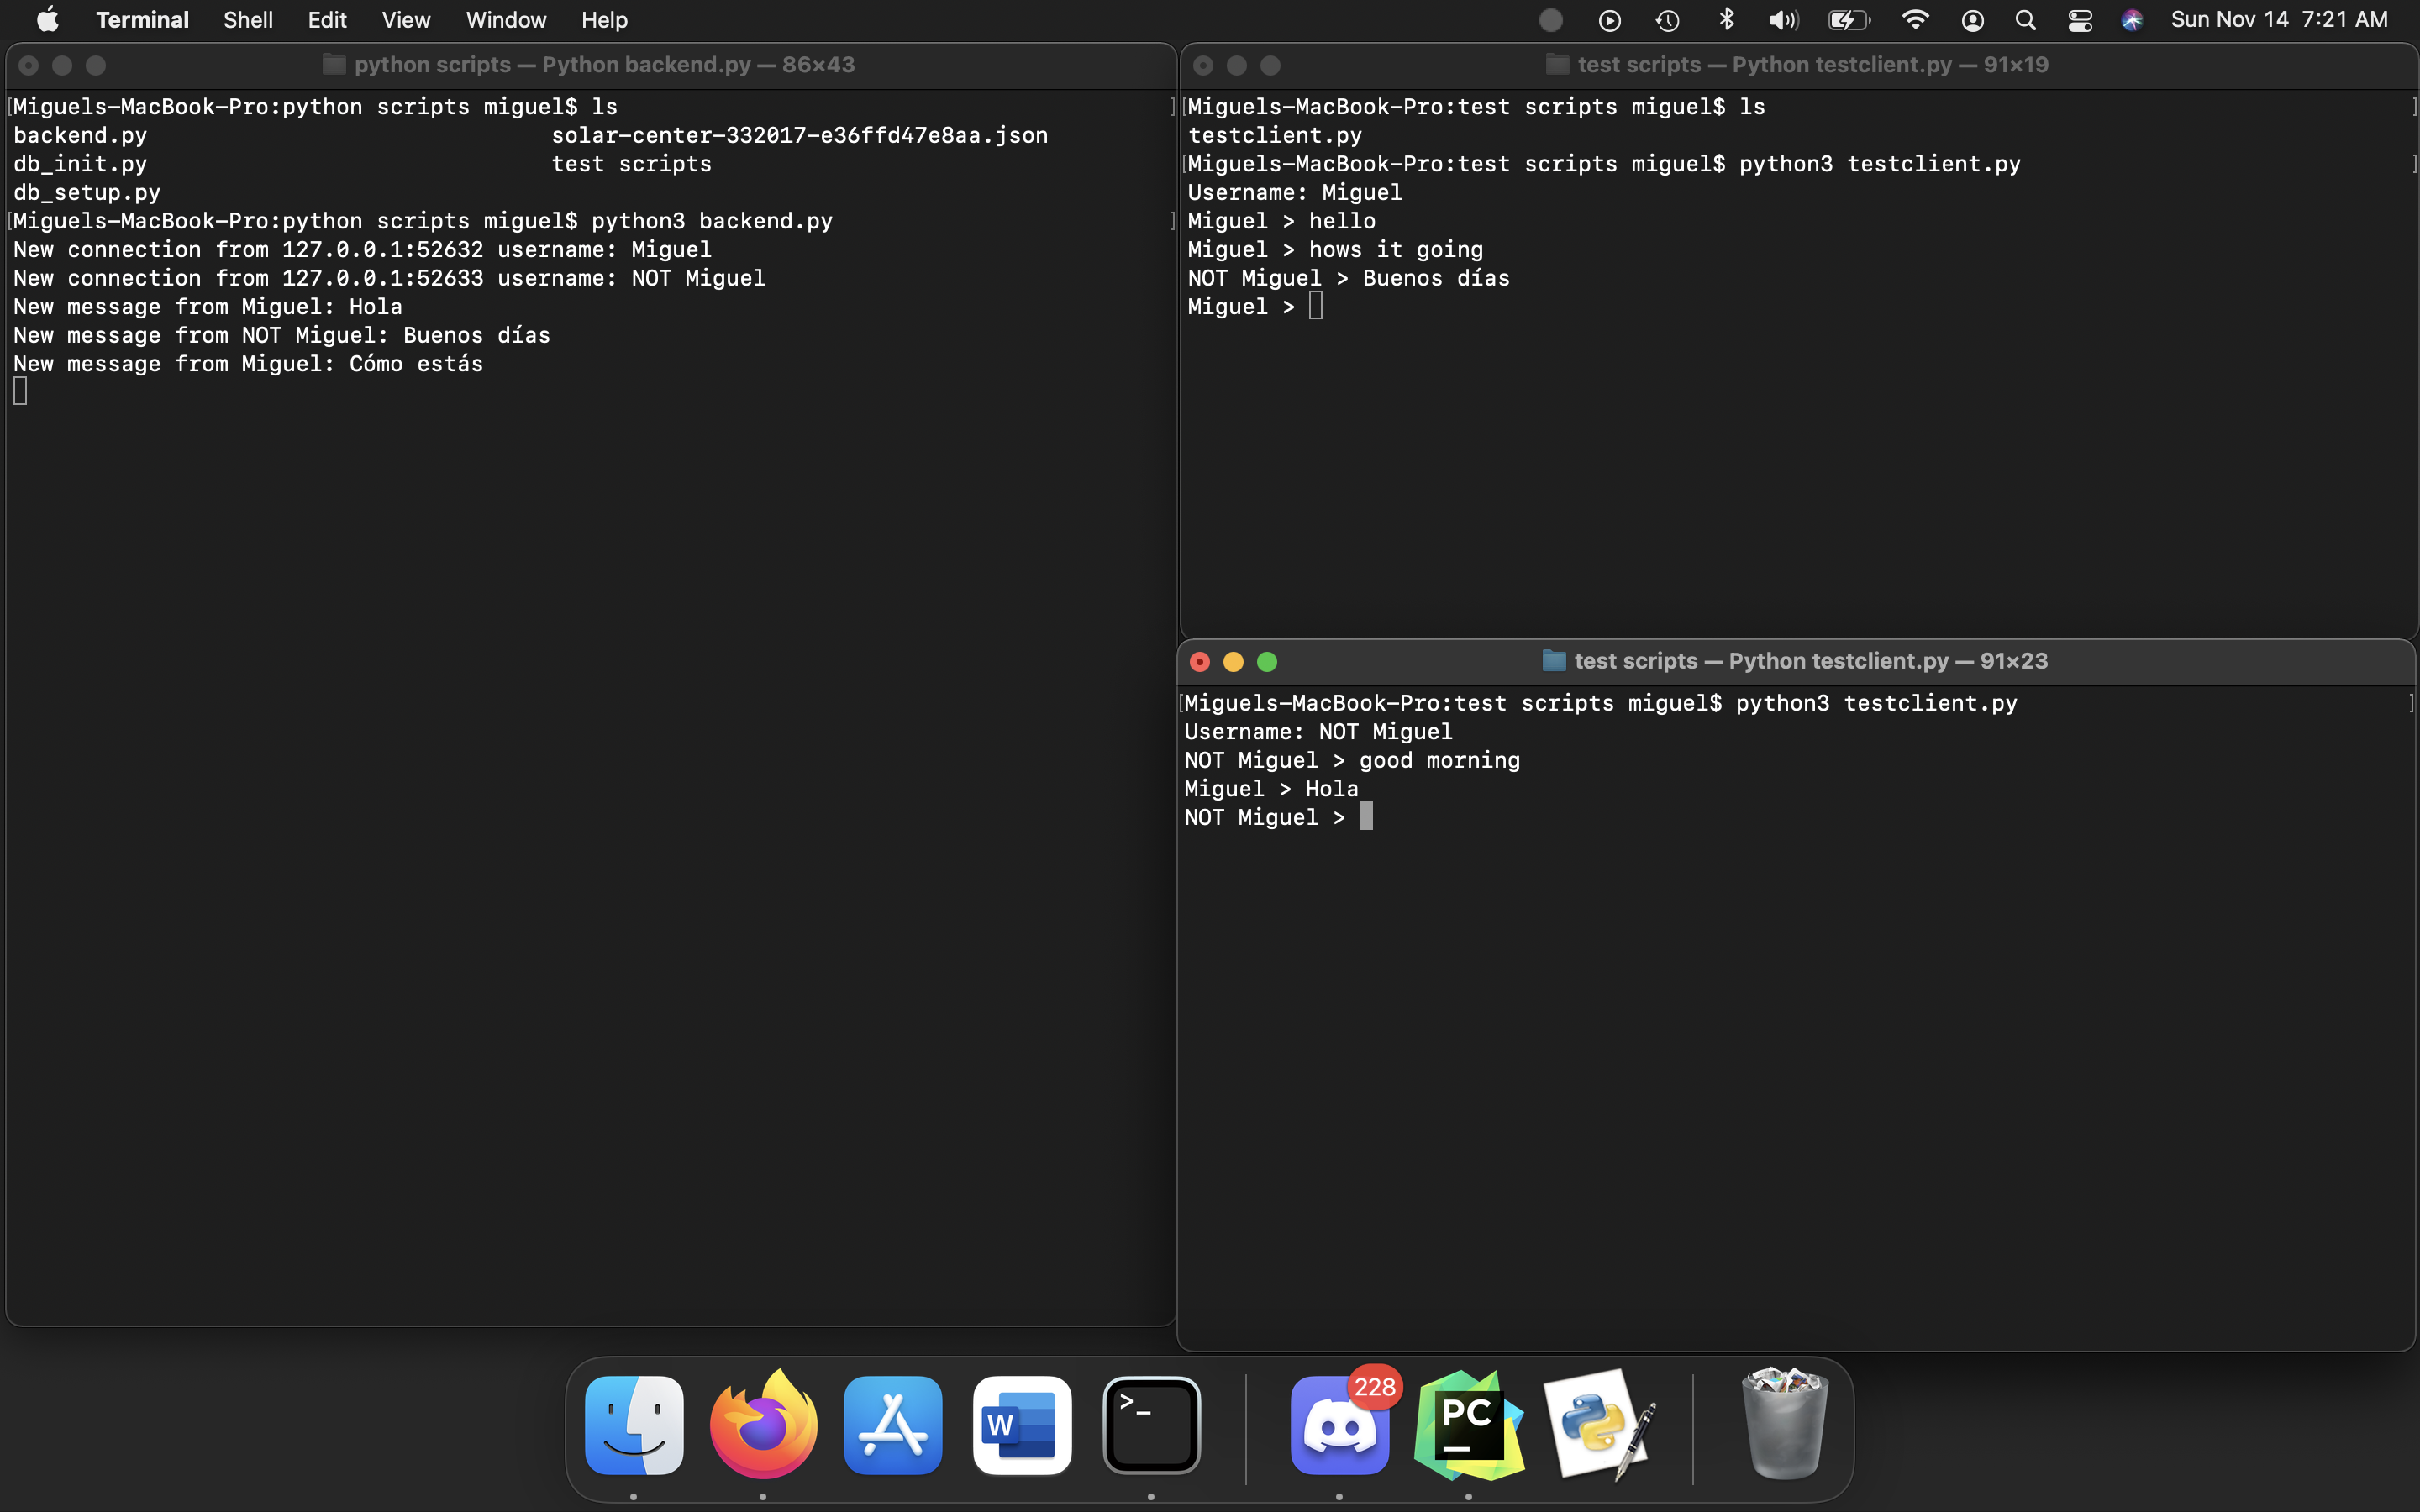 Terminal Shell Edit View Window Help Sun Nov 14 7:21 AM
python scripts — Python backend.py — 86×43
[Miguels-MacBook-Pro:python scripts miguel$ ls ]
backend.py solar-center-332017-e36ffd47e8aa.json
db_init.py test scripts
db_setup.py
[Miguels-MacBook-Pro:python scripts miguel$ python3 backend.py ]
New connection from 127.0.0.1:52632 username: Miguel
New connection from 127.0.0.1:52633 username: NOT Miguel
New message from Miguel: Hola
New message from NOT Miguel: Buenos días
New message from Miguel: Cómo estás
test scripts — Python testclient.py — 91×19
[Miguels-MacBook-Pro:test scripts miguel$ ls ]
testclient.py
[Miguels-MacBook-Pro:test scripts miguel$ python3 testclient.py ]
Username: Miguel
Miguel > hello
Miguel > hows it going
NOT Miguel > Buenos días
Miguel >
test scripts — Python testclient.py — 91×23
[Miguels-MacBook-Pro:test scripts miguel$ python3 testclient.py ]
Username: NOT Miguel
NOT Miguel > good morning
Miguel > Hola
NOT Miguel >
W
>_
228
PC